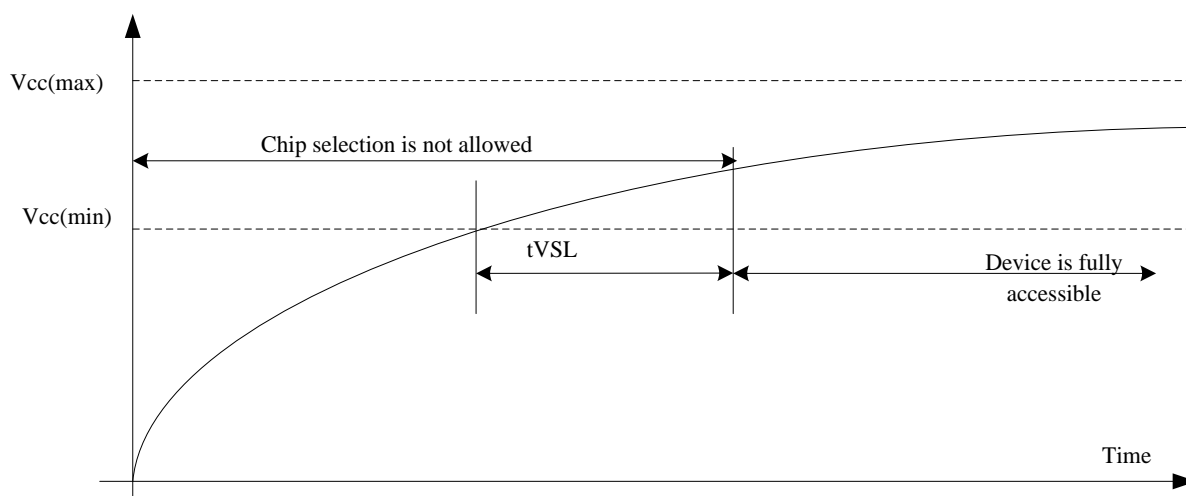 Vcc(max)
Chip selection is not allowed
Vcc(min)
tVSL
Device is fully
accessible
Time